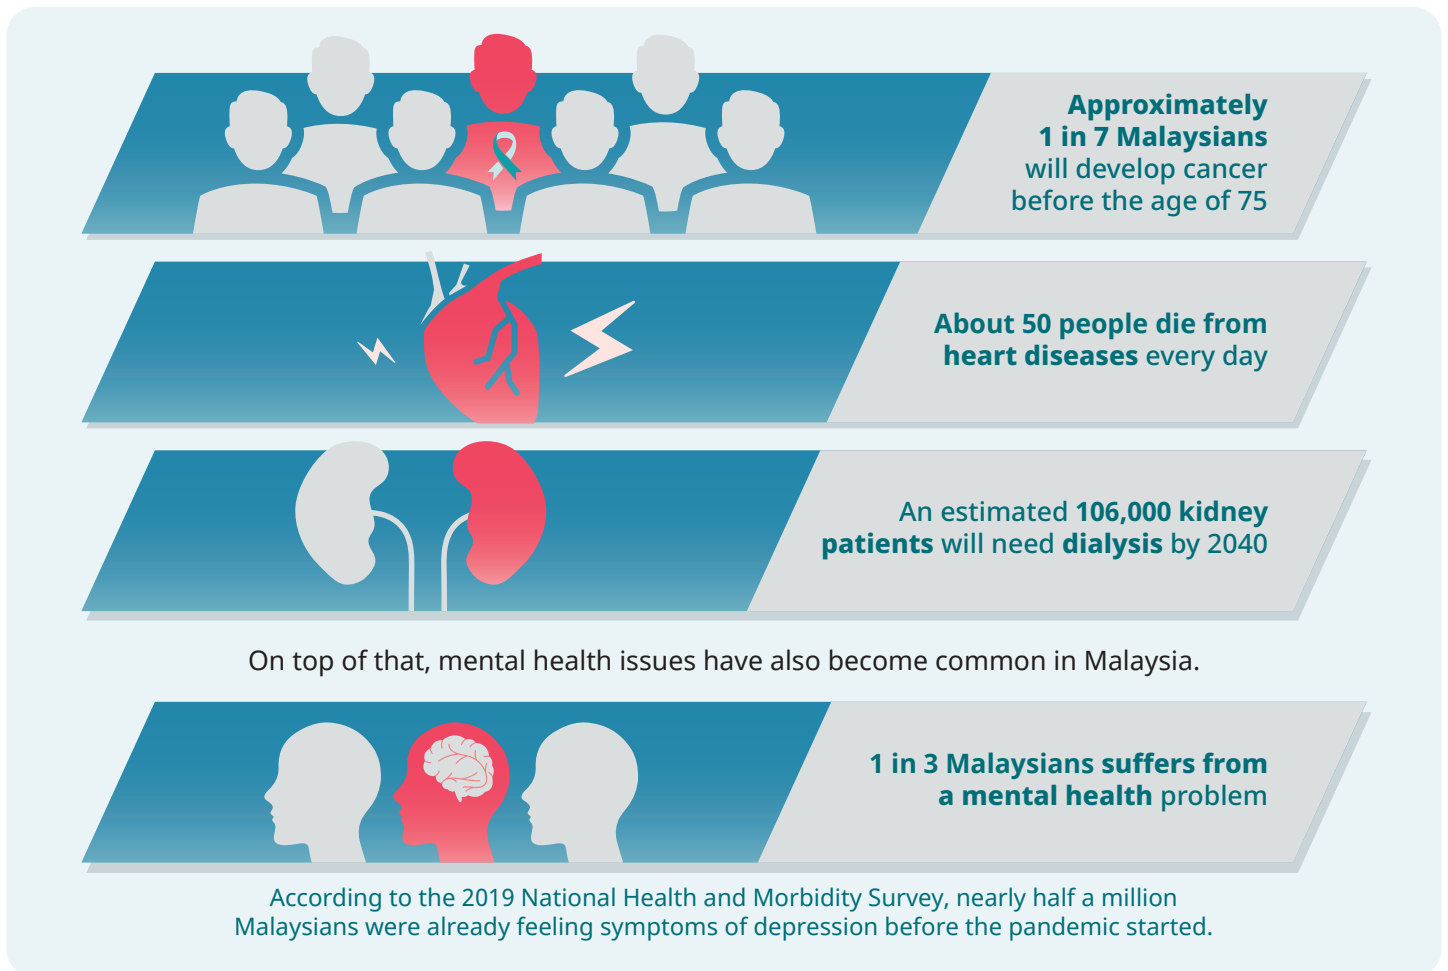 Approximately
1 in 7 Malaysians
will develop cancer
before the age of 75
About 50 people die from
heart diseases every day
An estimated 106,000 kidney
patients will need dialysis by 2040
On top of that, mental health issues have also become common in Malaysia.
1 in 3 Malaysians suffers from
a mental health problem
According to the 2019 National Health and Morbidity Survey, nearly half a million
Malaysians were already feeling symptoms of depression before the pandemic started.